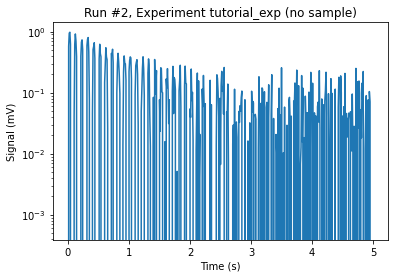 Run #2, Experiment tutorial_exp (no sample)
10⁰
10⁻¹
10⁻²
10⁻³
Signal (mV)
0 1 2 3 4 5
Time (s)